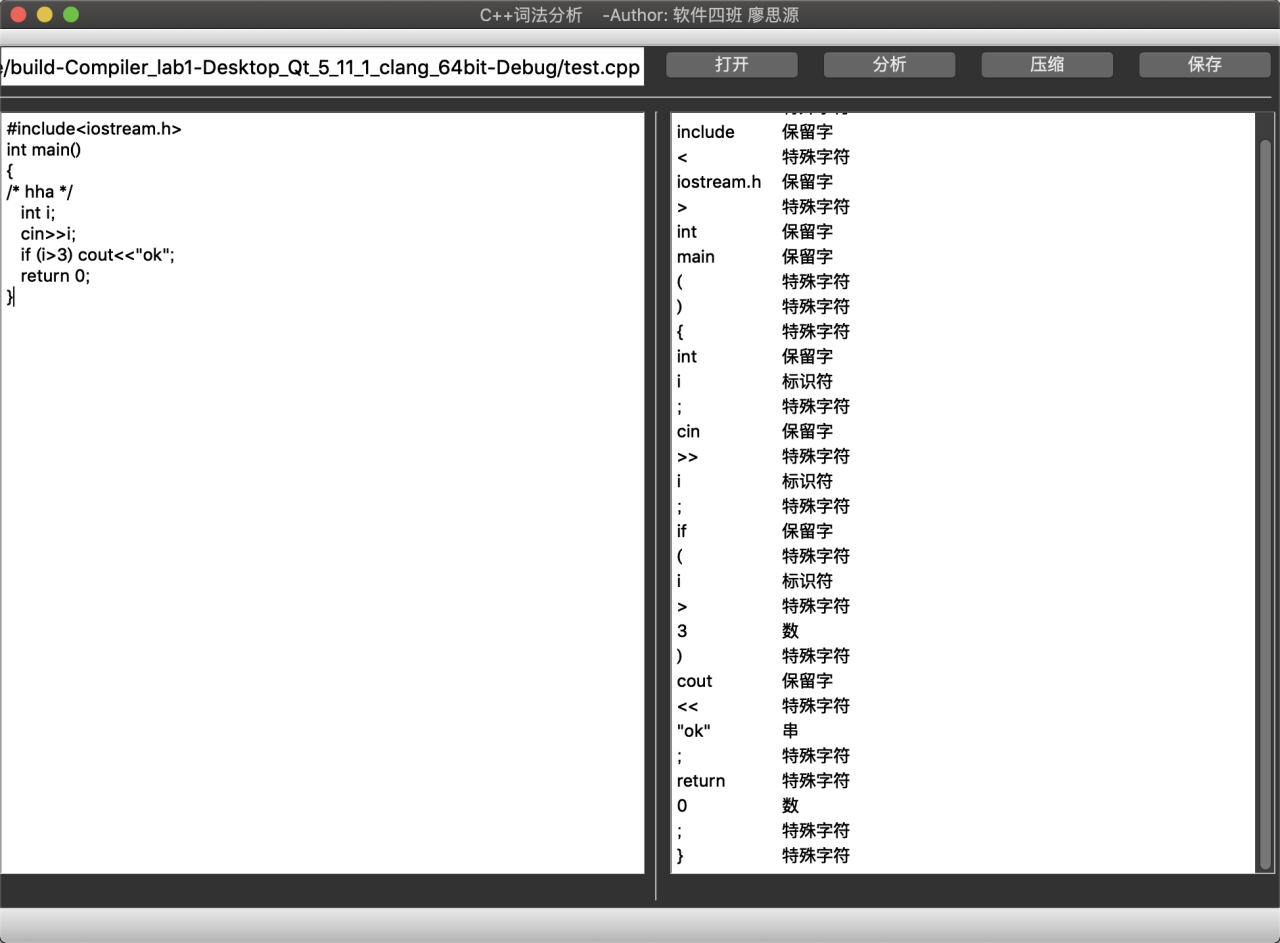 C++词法分析 -Author: 软件四班 廖思源
/build-Compiler_lab1-Desktop_Qt_5_11_1_clang_64bit-Debug/test.cpp
打开 分析 压缩 保存
#include<iostream.h>
int main()
{
/* hha */
int i;
cin>>i;
if (i>3) cout<<"ok";
return 0;
}
include 保留字
< 特殊字符
iostream.h 保留字
> 特殊字符
int 保留字
main 保留字
( 特殊字符
) 特殊字符
{ 特殊字符
int 保留字
i 标识符
; 特殊字符
cin 保留字
>> 特殊字符
i 标识符
; 特殊字符
if 保留字
( 特殊字符
i 标识符
> 特殊字符
3 数
) 特殊字符
cout 保留字
<< 特殊字符
"ok" 串
; 特殊字符
return 特殊字符
0 数
; 特殊字符
} 特殊字符